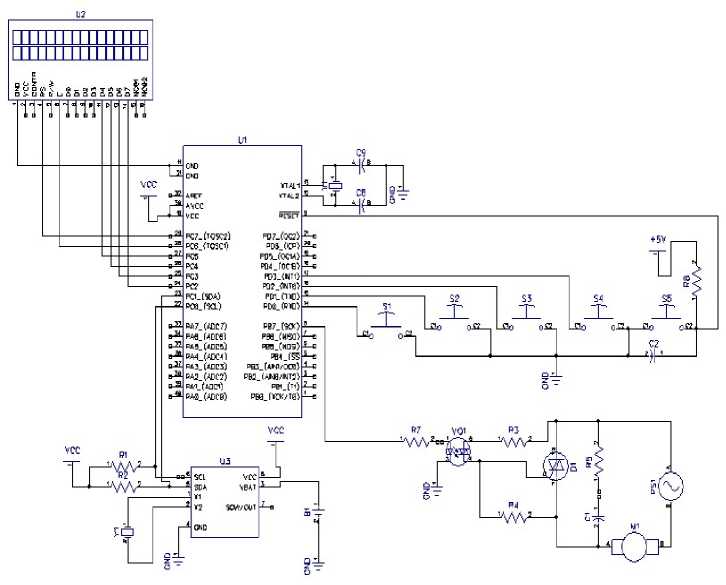 U2
GND
VCC
CONTR
RS
R/W
E
D0
D1
D2
D3
D4
D5
D6
D7
U1
GND
GND
VCC
AREF
AVCC
VCC
PC7_(TOSC2)
PC6_(TOSC1)
PC5
PC4
PC3
PC2
PC1_(SDA)
PC0_(SCL)
PA7_(ADC7)
PA6_(ADC6)
PA5_(ADC5)
PA4_(ADC4)
PA3_(ADC3)
PA2_(ADC2)
PA1_(ADC1)
PA0_(ADC0)
XTAL1
XTAL2
RESET
PD7_(OC2)
PD6_(ICP)
PD5_(OC1A)
PD4_(OC1B)
PD3_(INT1)
PD2_(INT0)
PD1_(TXD)
PD0_(RXD)
PB7_(SCK)
PB6_(MISO)
PB5_(MOSI)
PB4_(SS)
PB3_(AIN1/OC0)
PB2_(AIN0/INT2)
PB1_(T1)
PB0_(XCK/T0)
C9
A B
A B
GND
+5V
R8
S1
S2
S3
S4
S5
C2
GND
R7
VO1
R3
D1
R5
PS1
GND
R4
C1
M1
VCC
R1
R2
VCC
U3
SCL
SDA
X1
X2
GND
VCC
VBAT
SQW/OUT
B1
GND
GND